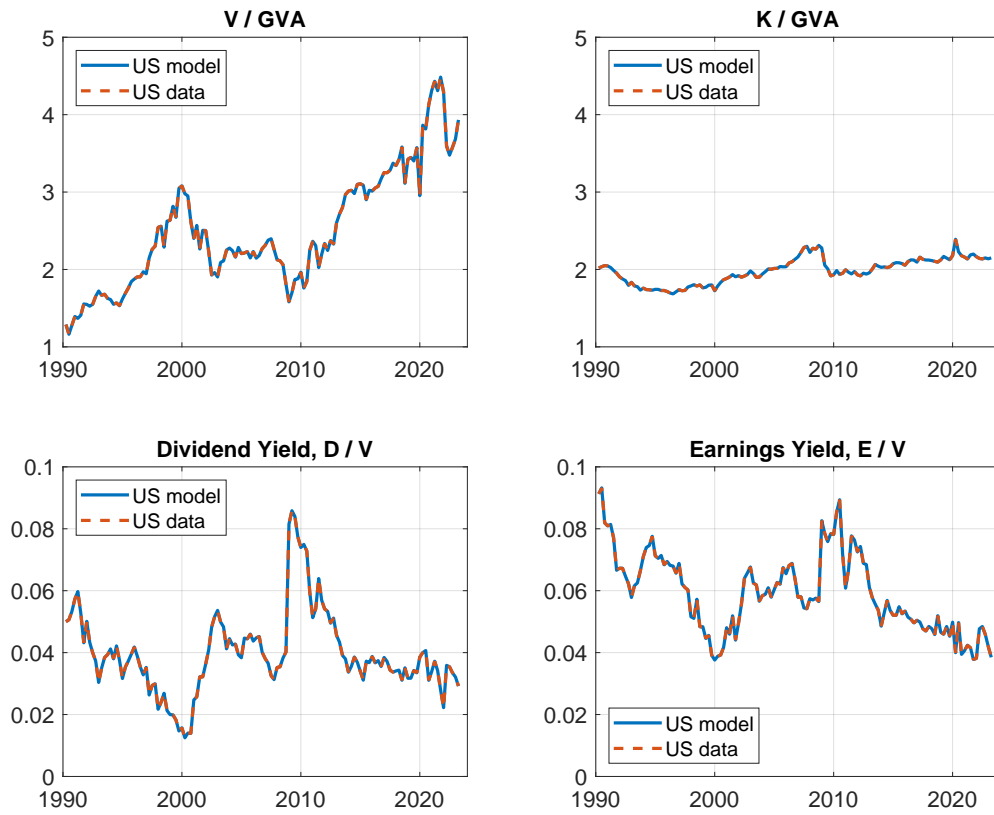 V / GVA
5
4
3
2
1
1990 2000 2010 2020
US model
US data
K / GVA
5
4
3
2
1
1990 2000 2010 2020
US model
US data
Dividend Yield, D / V
0.1
0.08
0.06
0.04
0.02
0
1990 2000 2010 2020
US model
US data
Earnings Yield, E / V
0.1
0.08
0.06
0.04
0.02
0
1990 2000 2010 2020
US model
US data